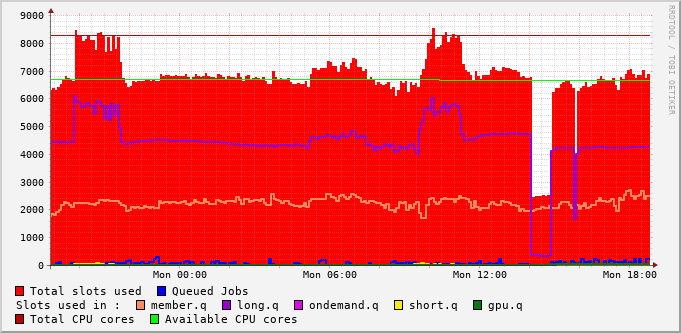 RRDTOOL / TOBI OETIKER
9000
8000
7000
6000
5000
4000
3000
2000
1000
0
Mon 00:00 Mon 06:00 Mon 12:00 Mon 18:00
Total slots used Queued Jobs
Slots used in : member.q long.q ondemand.q short.q gpu.q
Total CPU cores Available CPU cores